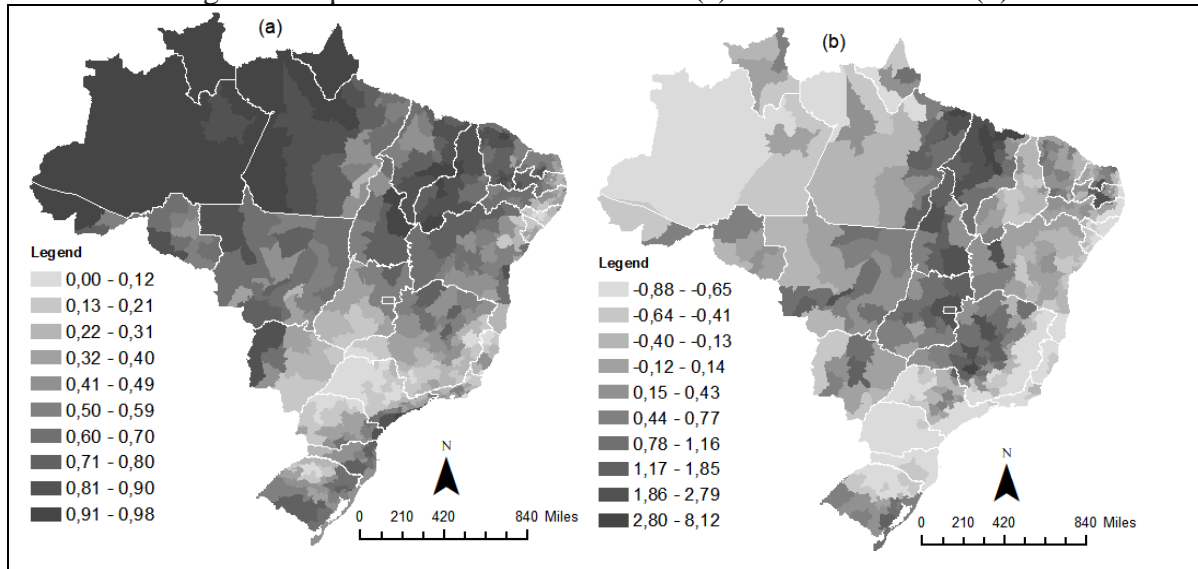 (a)
Legend
0,00 - 0,12
0,13 - 0,21
0,22 - 0,31
0,32 - 0,40
0,41 - 0,49
0,50 - 0,59
0,60 - 0,70
0,71 - 0,80
0,81 - 0,90
0,91 - 0,98
N
0 210 420 840 Miles
(b)
Legend
-0,88 - -0,65
-0,64 - -0,41
-0,40 - -0,13
-0,12 - 0,14
0,15 - 0,43
0,44 - 0,77
0,78 - 1,16
1,17 - 1,85
1,86 - 2,79
2,80 - 8,12
N
0 210 420 840 Miles